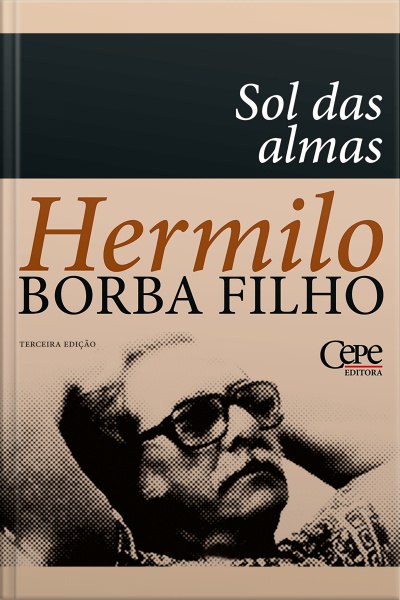 Sol das
almas
Hermilo
BORBA FILHO
TERCEIRA EDIÇÃO
Cepe
EDITORA